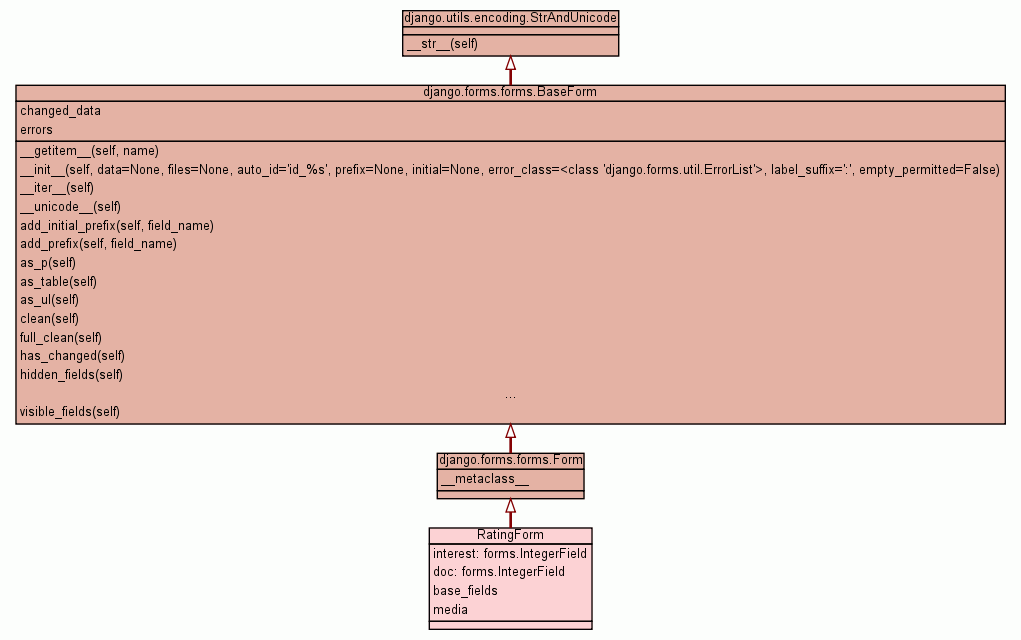 django.utils.encoding.StrAndUnicode
__str__(self)
django.forms.forms.BaseForm
changed_data
errors
__getitem__(self, name)
__init__(self, data=None, files=None, auto_id='id_%s', prefix=None, initial=None, error_class=<class 'django.forms.util.ErrorList'>, label_suffix=':', empty_permitted=False)
__iter__(self)
__unicode__(self)
add_initial_prefix(self, field_name)
add_prefix(self, field_name)
as_p(self)
as_table(self)
as_ul(self)
clean(self)
full_clean(self)
has_changed(self)
hidden_fields(self)
...
visible_fields(self)
django.forms.forms.Form
__metaclass__
RatingForm
interest: forms.IntegerField
doc: forms.IntegerField
base_fields
media